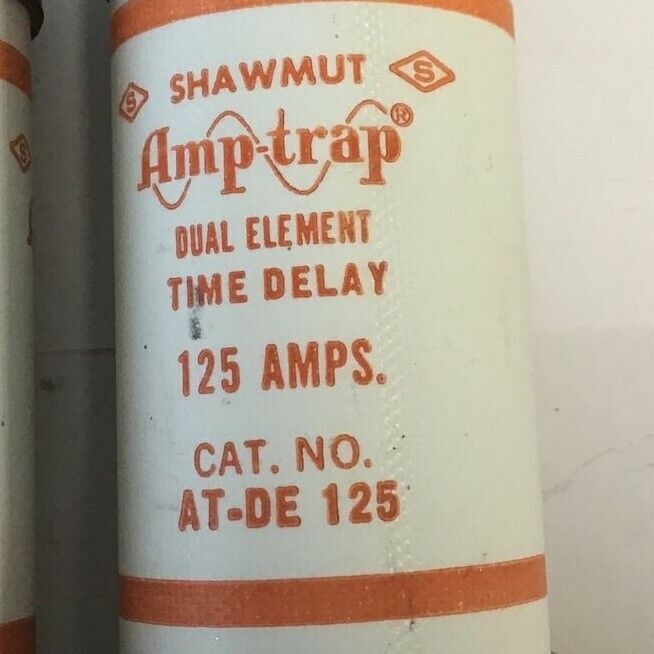 S SHAWMUT S
Amp-trap®
DUAL ELEMENT
TIME DELAY
125 AMPS.
CAT. NO.
AT-DE 125
S